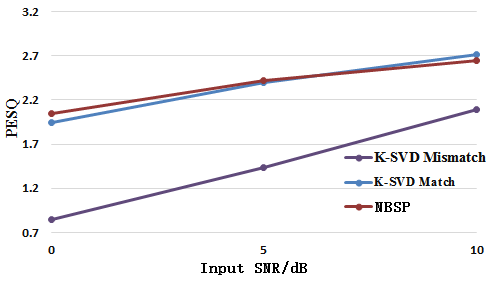 3.2
2.7
2.2
1.7
1.2
0.7
PESQ
K-SVD Mismatch
K-SVD Match
NBSP
0
5
10
Input SNR/dB